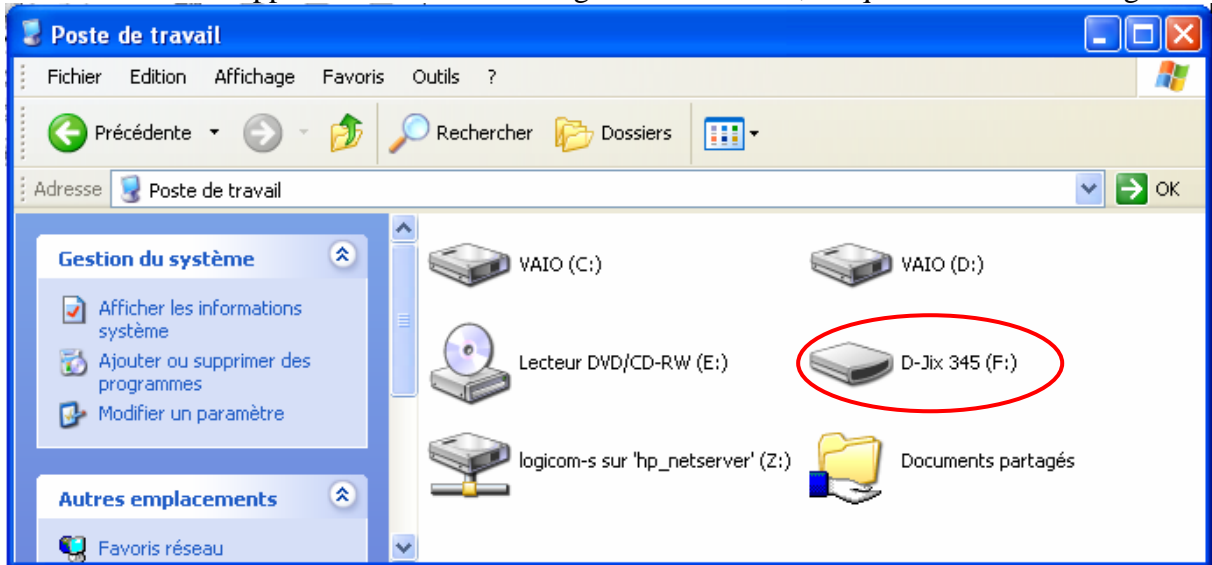 Poste de travail
Fichier Edition Affichage Favoris Outils ?
Précédente Rechercher Dossiers
Adresse Poste de travail OK
Gestion du système
Afficher les informations
système
Ajouter ou supprimer des
programmes
Modifier un paramètre
Autres emplacements
Favoris réseau
VAIO (C:) VAIO (D:)
Lecteur DVD/CD-RW (E:) D-Jix 345 (F:)
logicom-s sur 'hp_netserver' (Z:) Documents partagés